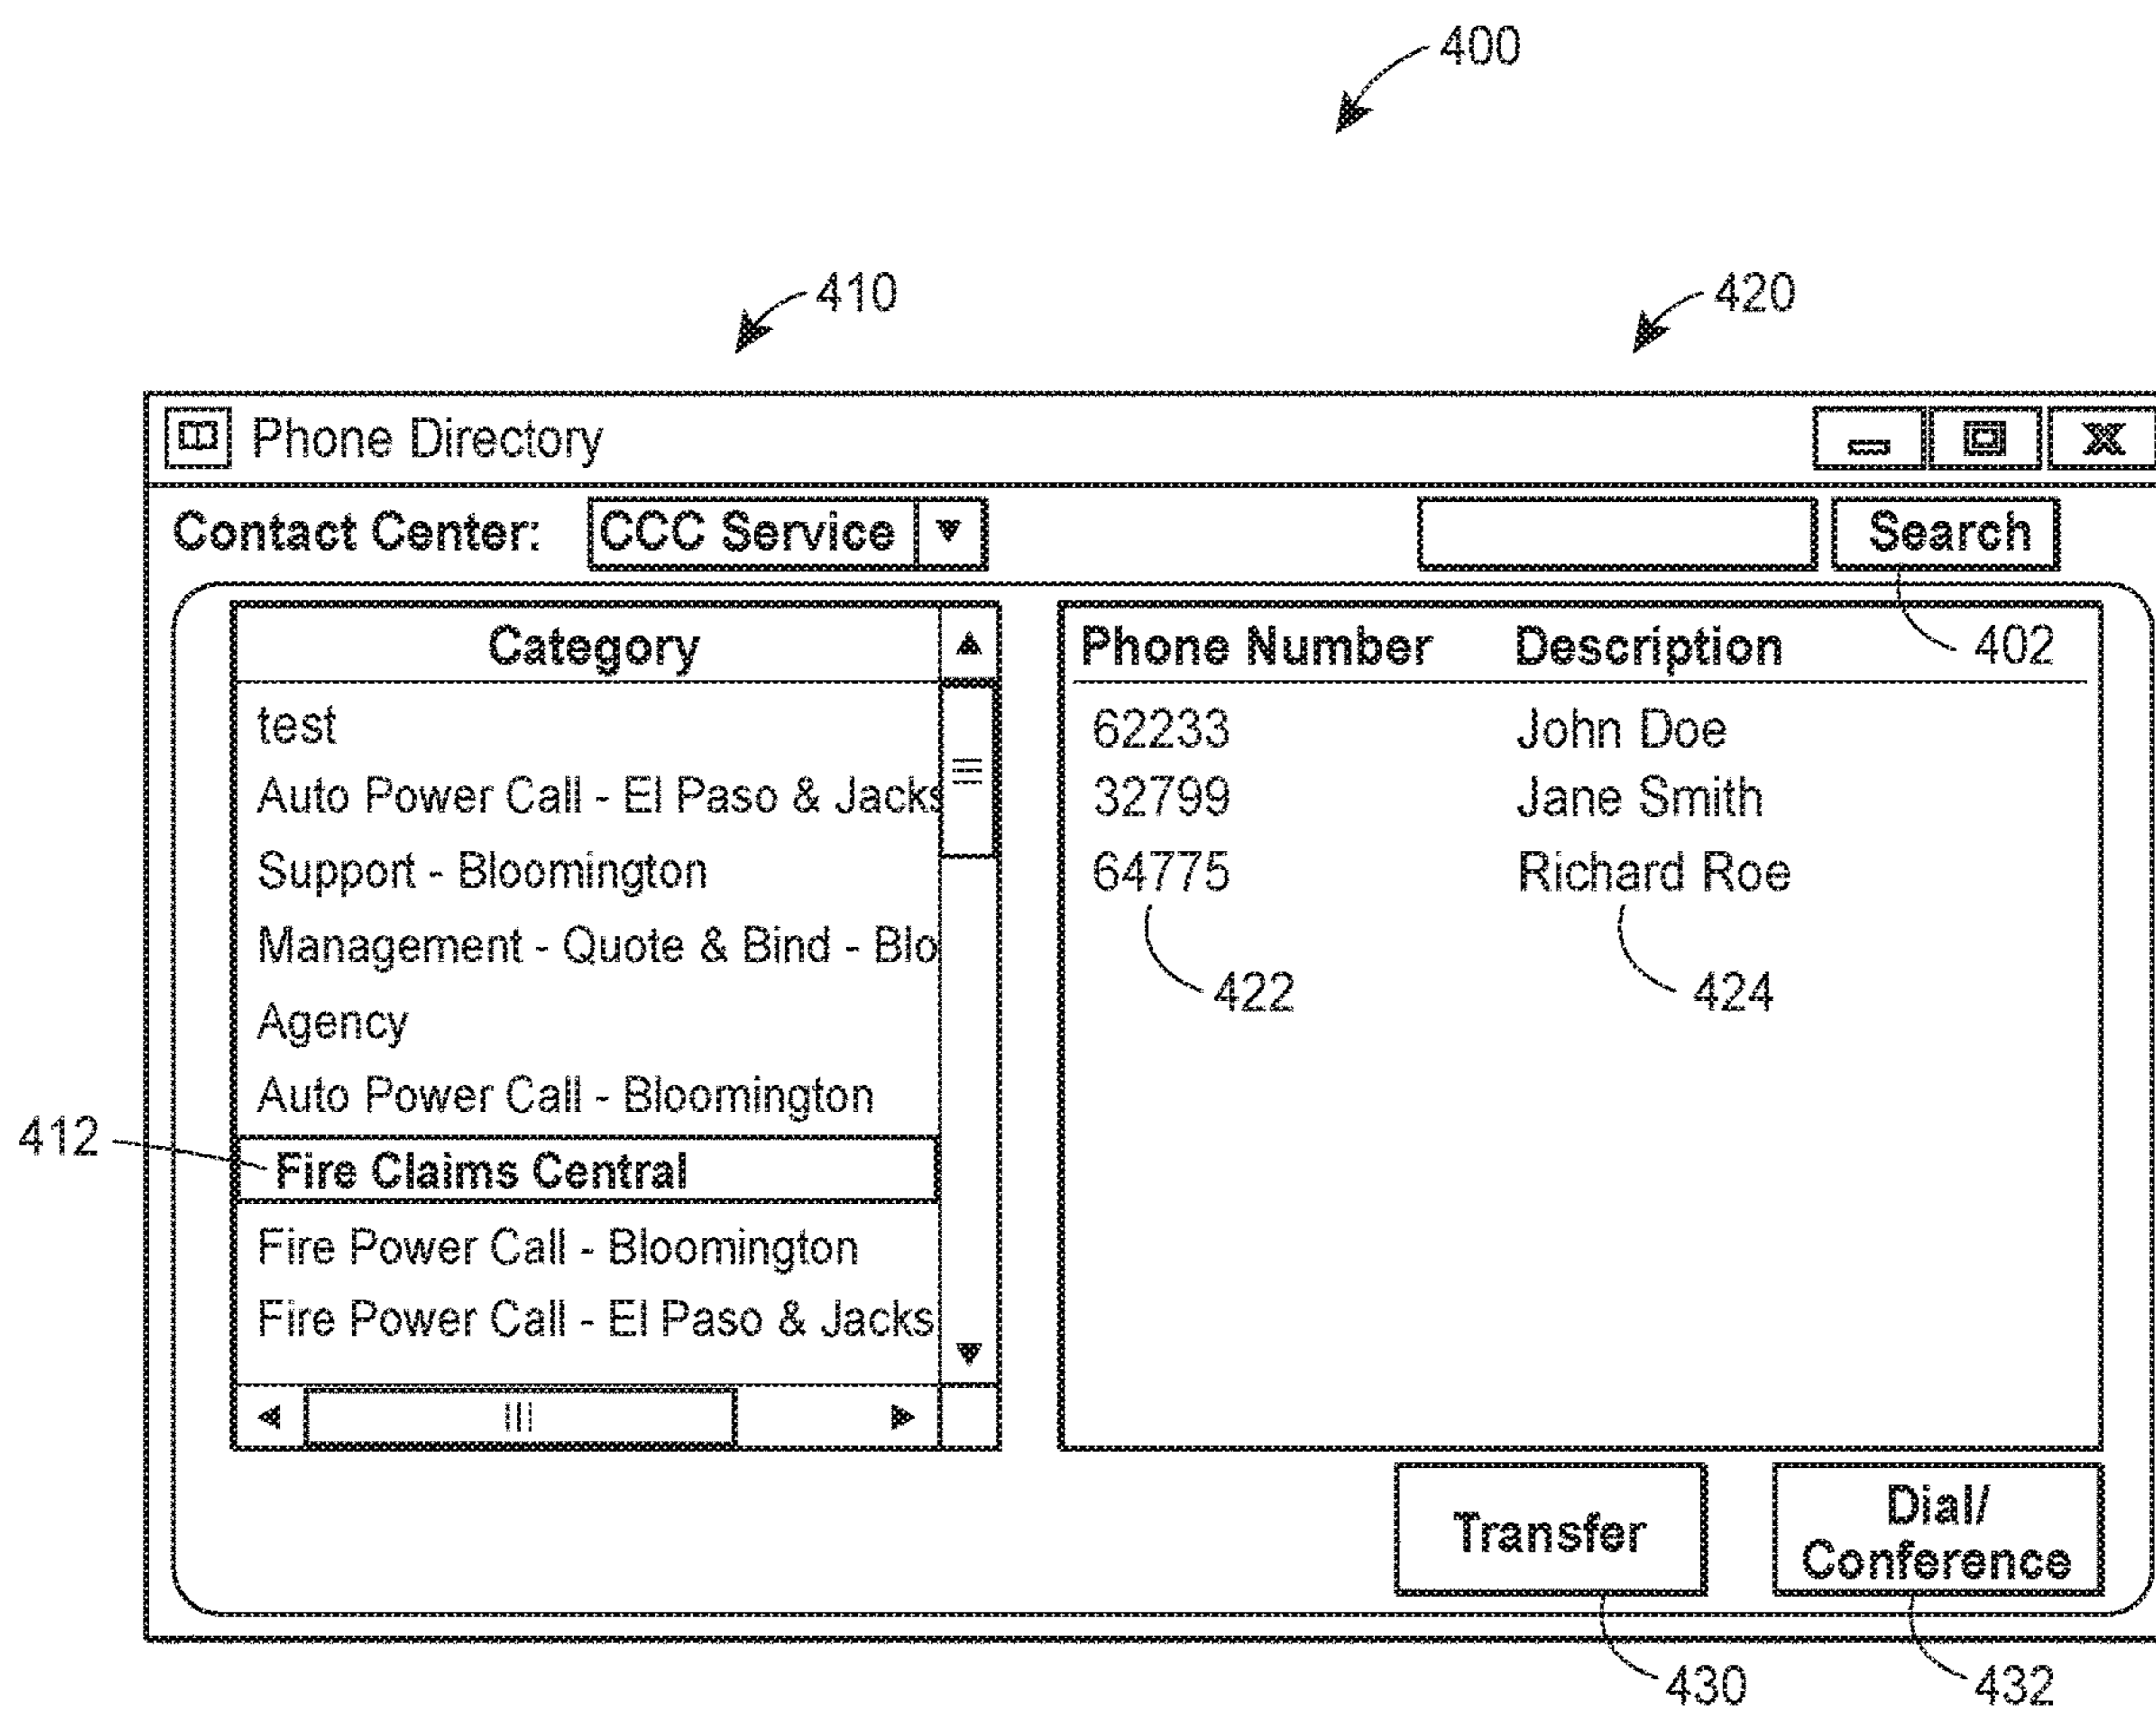 400
410
420
Phone Directory
Contact Center: CCC Service Search
Category
Phone Number Description 402
test
62233 John Doe
Auto Power Call - El Paso & Jacks
32799 Jane Smith
Support - Bloomington
64775 Richard Roe
Management - Quote & Bind - Blo
422 424
Agency
Auto Power Call - Bloomington
412 Fire Claims Central
Fire Power Call - Bloomington
Fire Power Call - El Paso & Jacks
Transfer
Dial/
Conference
430 432